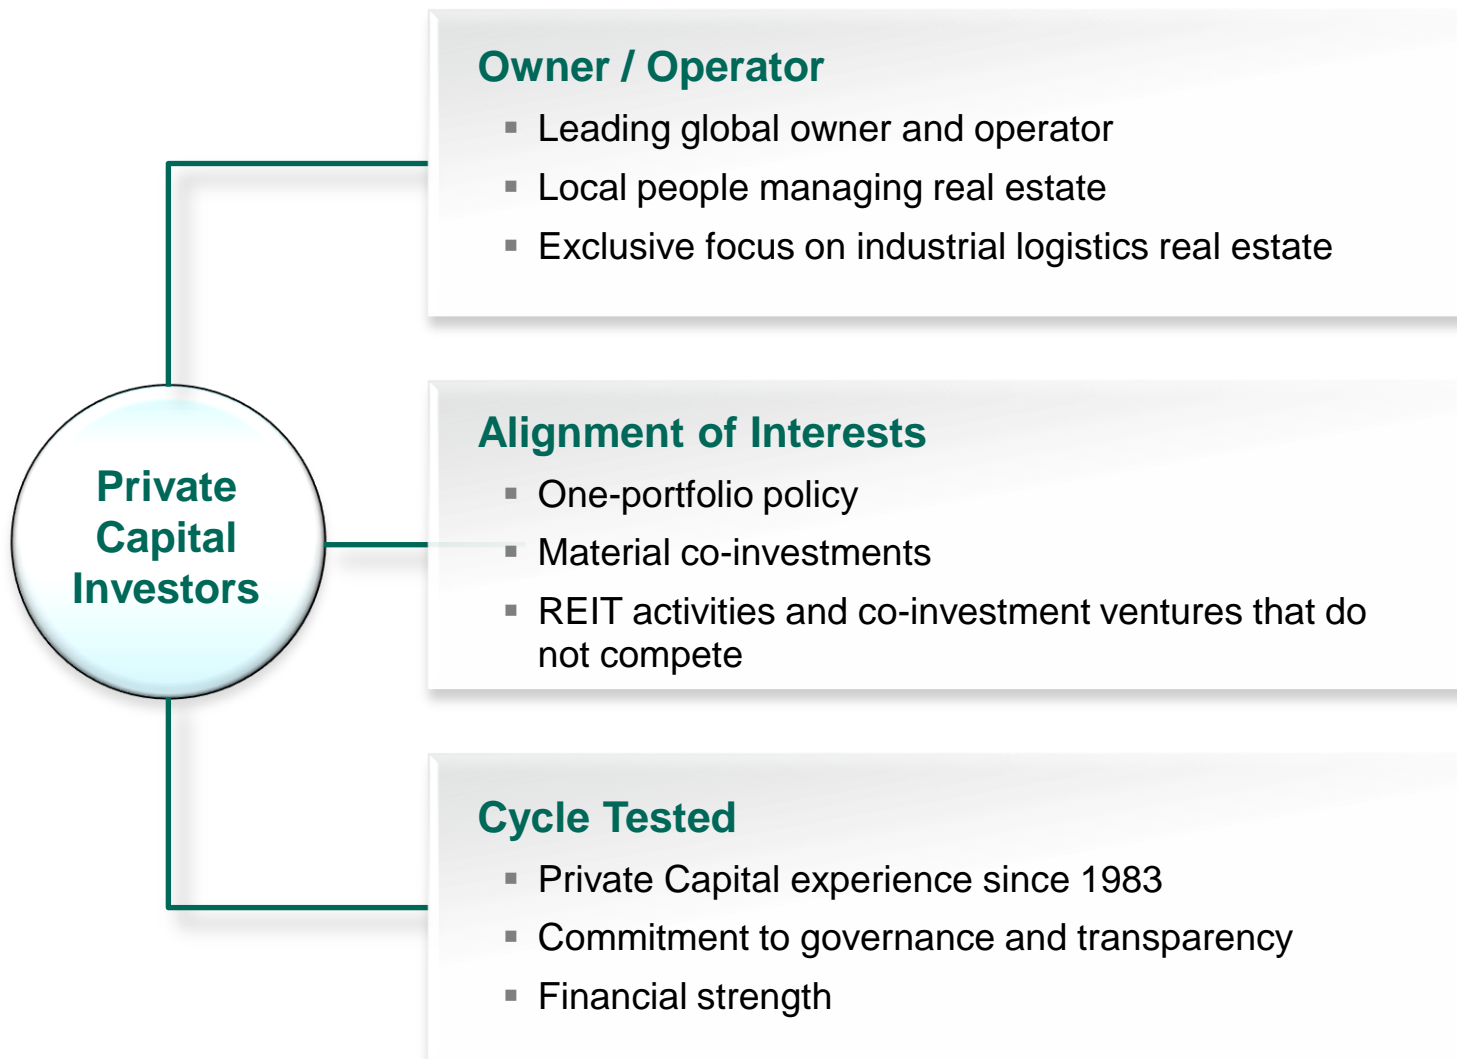 Owner / Operator
▪ Leading global owner and operator
▪ Local people managing real estate
▪ Exclusive focus on industrial logistics real estate
Private
Capital
Investors
Alignment of Interests
▪ One-portfolio policy
▪ Material co-investments
▪ REIT activities and co-investment ventures that do
not compete
Cycle Tested
▪ Private Capital experience since 1983
▪ Commitment to governance and transparency
▪ Financial strength